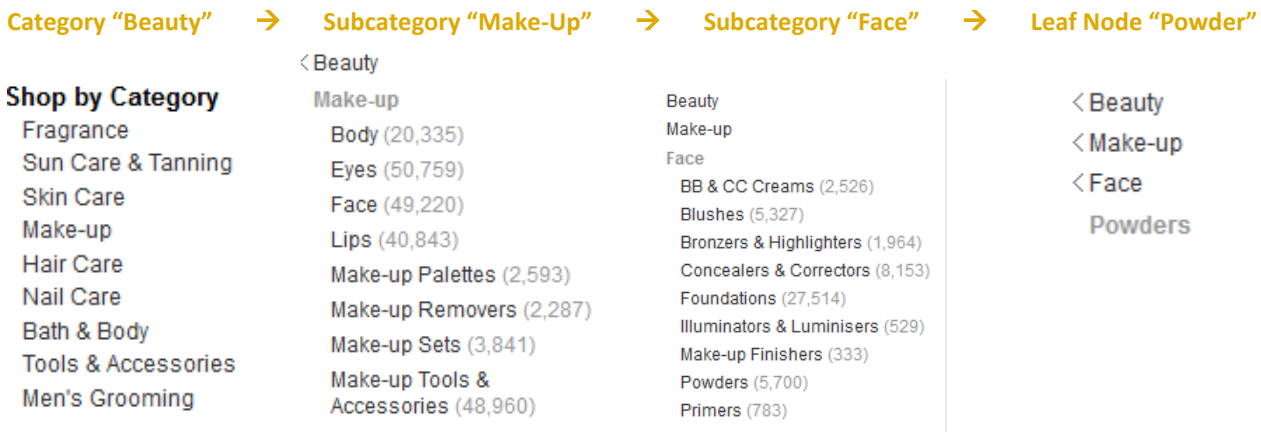 Category “Beauty” → Subcategory “Make-Up” → Subcategory “Face” → Leaf Node “Powder”
Shop by Category
Fragrance
Sun Care & Tanning
Skin Care
Make-up
Hair Care
Nail Care
Bath & Body
Tools & Accessories
Men's Grooming
< Beauty
Make-up
Body (20,335)
Eyes (50,759)
Face (49,220)
Lips (40,843)
Make-up Palettes (2,593)
Make-up Removers (2,287)
Make-up Sets (3,841)
Make-up Tools &
Accessories (48,960)
Beauty
Make-up
Face
BB & CC Creams (2,526)
Blushes (5,327)
Bronzers & Highlighters (1,964)
Concealers & Correctors (8,153)
Foundations (27,514)
Illuminators & Luminisers (529)
Make-up Finishers (333)
Powders (5,700)
Primers (783)
< Beauty
< Make-up
< Face
Powders